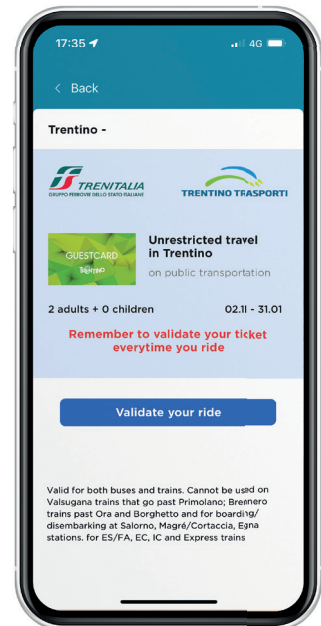 17:35
4G
Back
Trentino -
TRENITALIA
GRUPPO FERROVIE DELLO STATO ITALIANE
TRENTINO TRASPORTI
GUESTCARD
Trentino
Unrestricted travel
in Trentino
on public transportation
2 adults + 0 children
02.11 - 31.01
Remember to validate your ticket
everytime you ride
Validate your ride
Valid for both buses and trains. Cannot be used on
Valsugana trains that go past Primolano; Brennero
trains past Ora and Borghetto and for boarding/
disembarking at Salorno, Magré/Cortaccia, Egna
stations. for ES/FA, EC, IC and Express trains